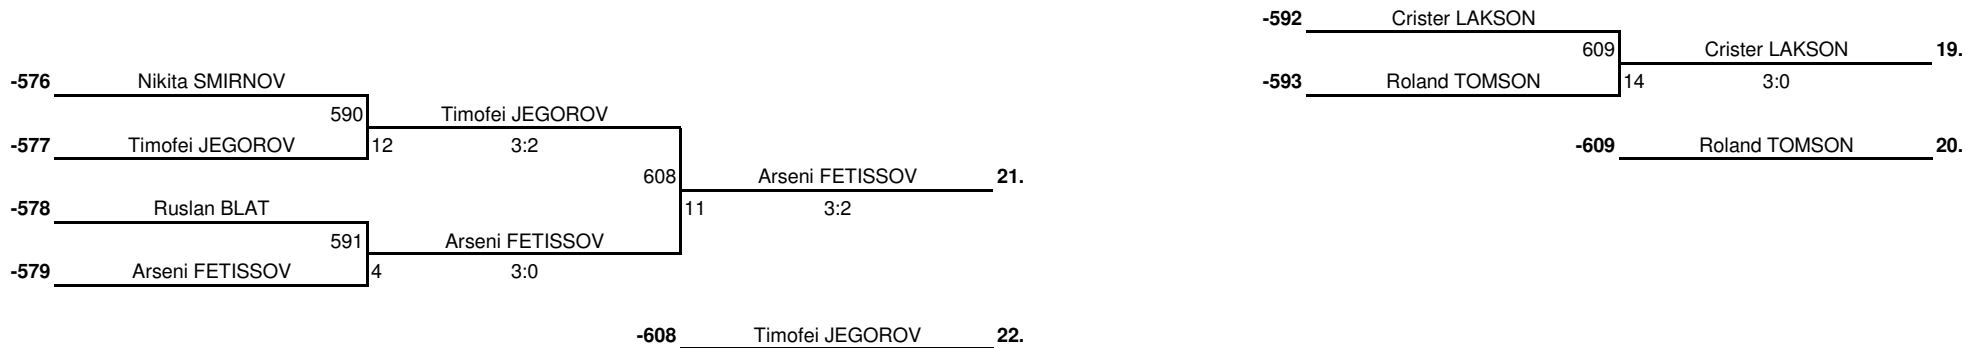 -592 Crister LAKSON
609 Crister LAKSON 19.
-576 Nikita SMIRNOV
-593 Roland TOMSON 14 3:0
590 Timofei JEGOROV
-577 Timofei JEGOROV 12 3:2
-609 Roland TOMSON 20.
608 Arseni FETISSOV 21.
-578 Ruslan BLAT
11 3:2
591 Arseni FETISSOV
-579 Arseni FETISSOV 4 3:0
-608 Timofei JEGOROV 22.